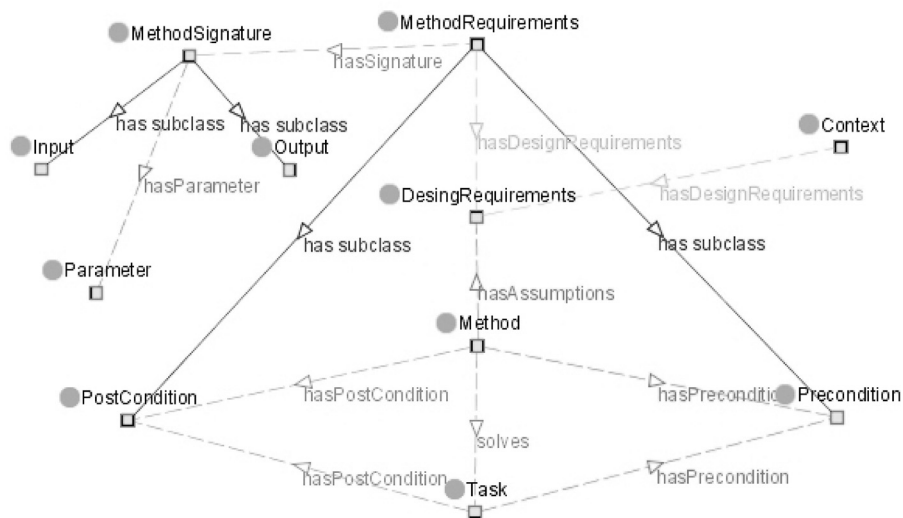 MethodRequirements
MethodSignature
hasSignature
has subclass
has subclass
Context
Input
Output
hasDesignRequirements
hasParameter
DesingRequirements
hasDesignRequirements
has subclass
has subclass
Parameter
hasAssumptions
Method
PostCondition
hasPostCondition
hasPrecondition
Precondition
solves
hasPostCondition
hasPrecondition
Task